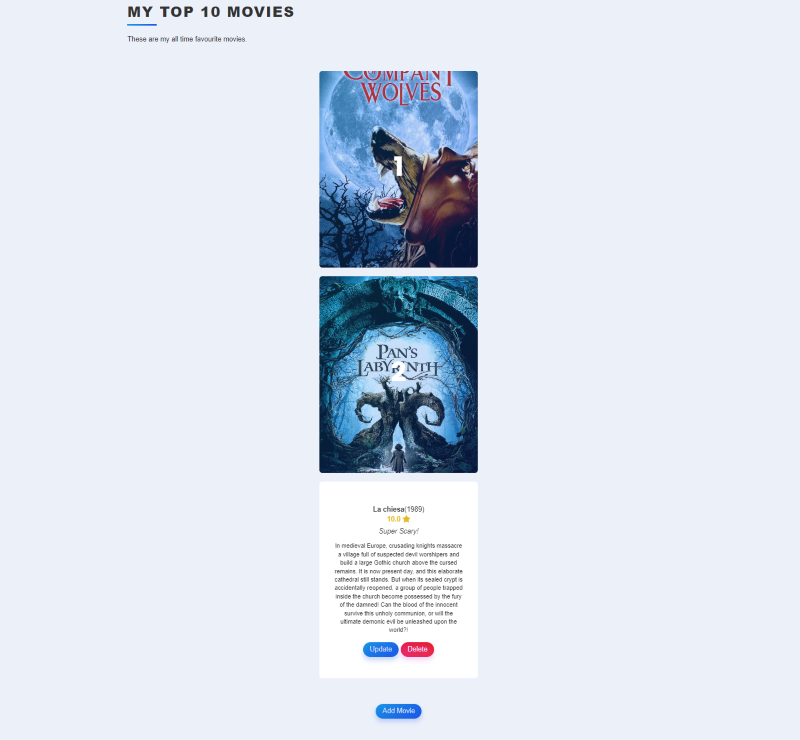 MY TOP 10 MOVIES
These are my all time favourite movies.
COMPANY
WOLVES
1
PAN'S
LABYRINTH
2
La chiesa(1989)
10.0
Super Scary!
In medieval Europe, crusading knights massacre
a village full of suspected devil worshipers and
build a large Gothic church above the cursed
remains. It is now present day, and this elaborate
cathedral still stands. But when its sealed crypt is
accidentally reopened, a group of people trapped
inside the church become possessed by the fury
of the damned! Can the blood of the innocent
survive this unholy communion, or will the
ultimate demonic evil be unleashed upon the
world?!
Update Delete
Add Movie